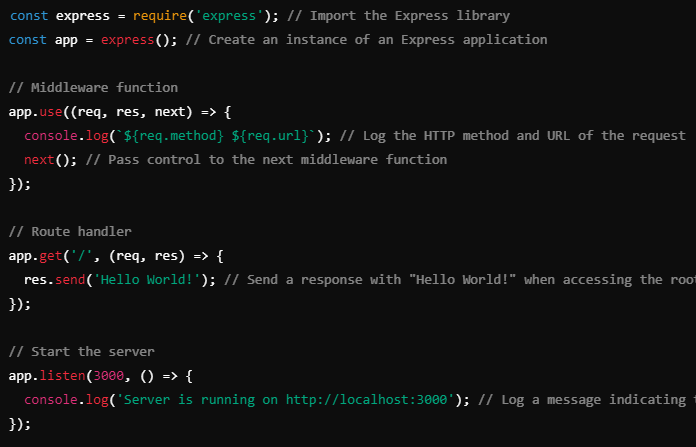 const express = require('express'); // Import the Express library
const app = express(); // Create an instance of an Express application
// Middleware function
app.use((req, res, next) => {
  console.log(`${req.method} ${req.url}`); // Log the HTTP method and URL of the request
  next(); // Pass control to the next middleware function
});
// Route handler
app.get('/', (req, res) => {
  res.send('Hello World!'); // Send a response with "Hello World!" when accessing the root
});
// Start the server
app.listen(3000, () => {
  console.log('Server is running on http://localhost:3000'); // Log a message indicating
});